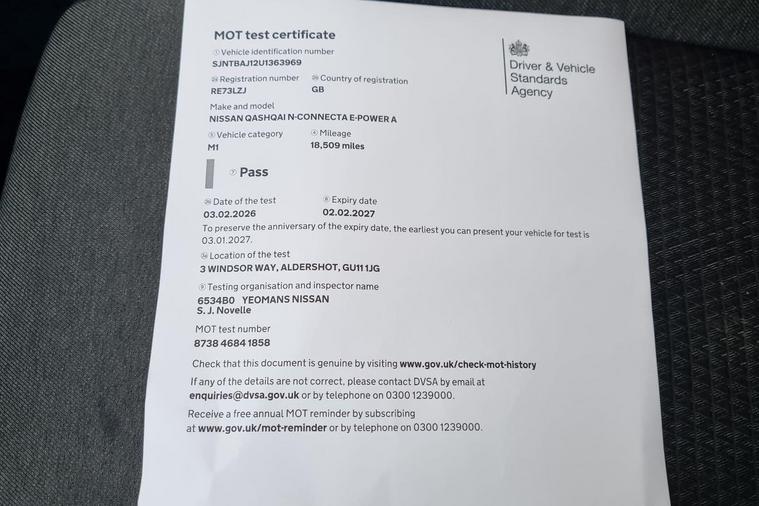 MOT test certificate
① Vehicle identification number
SJNTBAJ12U1363969
Registration number Country of registration
RE73LZJ GB
Make and model
NISSAN QASHQAI N-CONNECTA E-POWER A
⑤ Vehicle category ④ Mileage
M1 18,509 miles
⑦ Pass
Date of the test ⑧ Expiry date
03.02.2026 02.02.2027
To preserve the anniversary of the expiry date, the earliest you can present your vehicle for test is
03.01.2027.
Location of the test
3 WINDSOR WAY, ALDERSHOT, GU11 1JG
⑨ Testing organisation and inspector name
6534B0 YEOMANS NISSAN
S. J. Novelle
MOT test number
8738 4684 1858
Check that this document is genuine by visiting www.gov.uk/check-mot-history
If any of the details are not correct, please contact DVSA by email at
enquiries@dvsa.gov.uk or by telephone on 0300 1239000.
Receive a free annual MOT reminder by subscribing
at www.gov.uk/mot-reminder or by telephone on 0300 1239000.
Driver & Vehicle
Standards
Agency